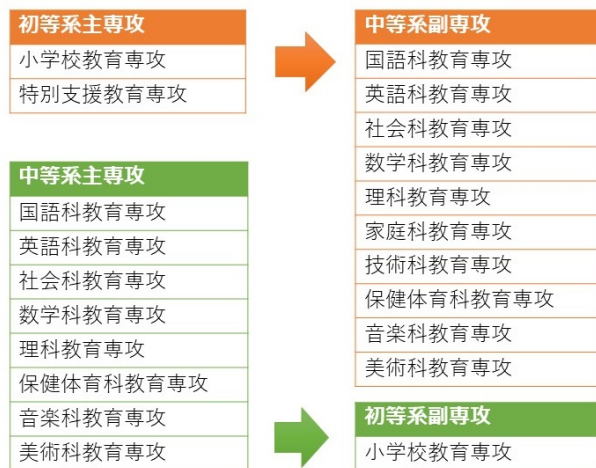 初等系主専攻
小学校教育専攻
特別支援教育専攻
中等系主専攻
国語科教育専攻
英語科教育専攻
社会科教育専攻
数学科教育専攻
理科教育専攻
保健体育科教育専攻
音楽科教育専攻
美術科教育専攻
中等系副専攻
国語科教育専攻
英語科教育専攻
社会科教育専攻
数学科教育専攻
理科教育専攻
家庭科教育専攻
技術科教育専攻
保健体育科教育専攻
音楽科教育専攻
美術科教育専攻
初等系副専攻
小学校教育専攻